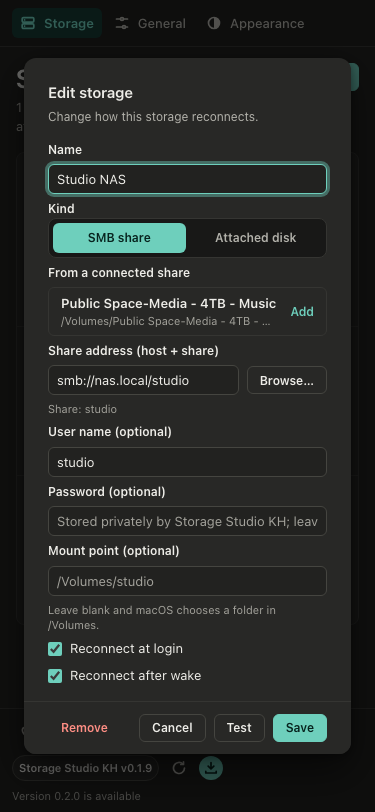 Storage
General
Appearance
Edit storage
Change how this storage reconnects.
Name
Studio NAS
Kind
SMB share
Attached disk
From a connected share
Public Space-Media - 4TB - Music
/Volumes/Public Space-Media - 4TB - ...
Add
Share address (host + share)
smb://nas.local/studio
Browse...
Share: studio
User name (optional)
studio
Password (optional)
Stored privately by Storage Studio KH; leav
Mount point (optional)
/Volumes/studio
Leave blank and macOS chooses a folder in
/Volumes.
Reconnect at login
Reconnect after wake
Remove
Cancel
Test
Save
Storage Studio KH v0.1.9
Version 0.2.0 is available